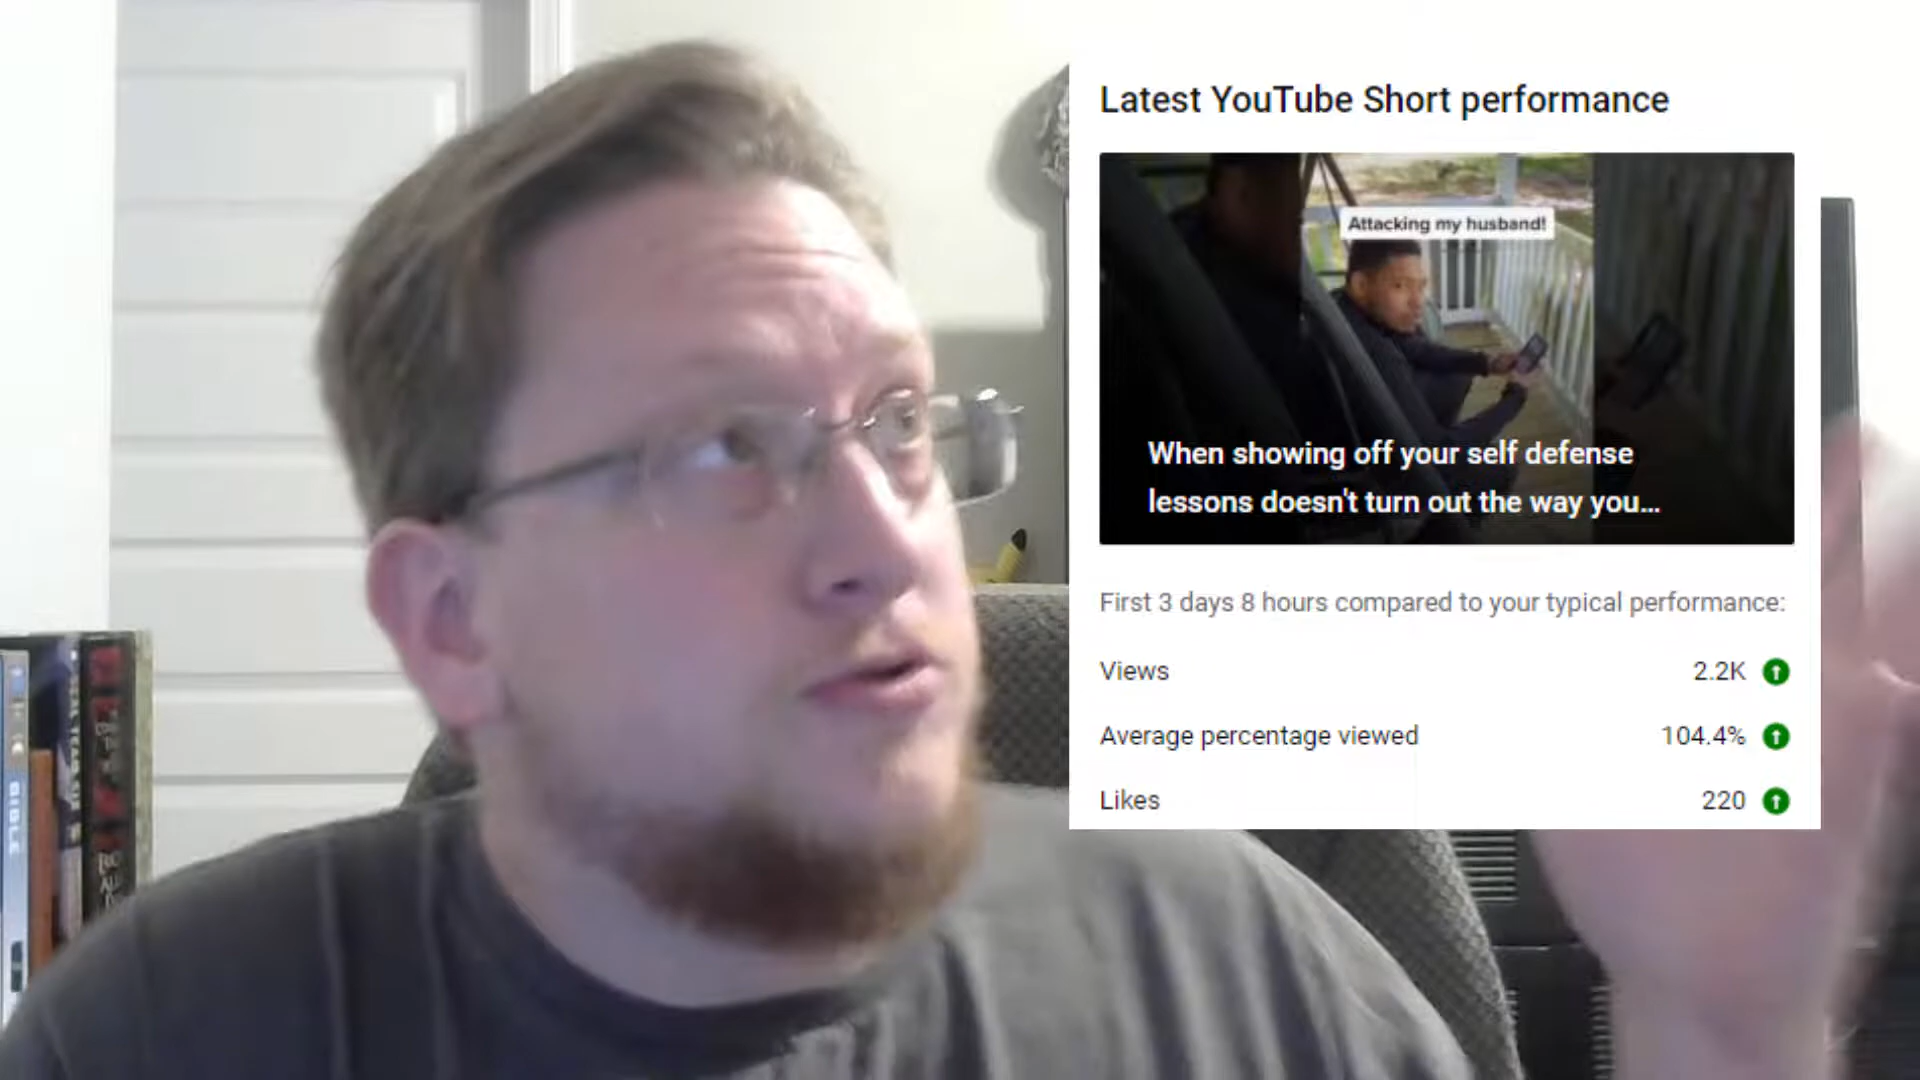 Latest YouTube Short performance
Attacking my husband!
When showing off your self defense
lessons doesn't turn out the way you...
First 3 days 8 hours compared to your typical performance:
Views 2.2K
Average percentage viewed 104.4%
Likes 220
BIBLE